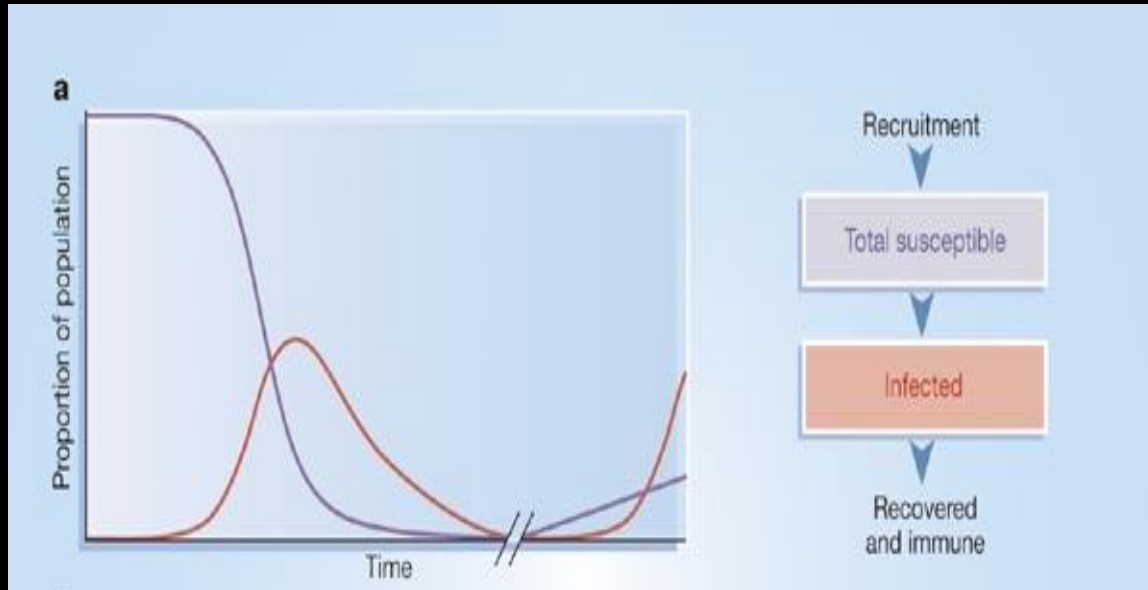 a
Proportion of population
Time
Recruitment
Total susceptible
Infected
Recovered
and immune